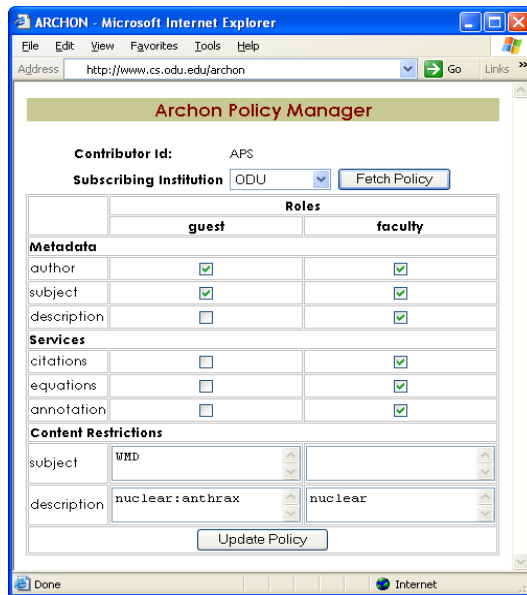 ARCHON - Microsoft Internet Explorer
File Edit View Favorites Tools Help
Address http://www.cs.odu.edu/archon Go Links »
Archon Policy Manager
Contributor Id: APS
Subscribing Institution ODU Fetch Policy
Roles
guest faculty
Metadata
author
subject
description
Services
citations
equations
annotation
Content Restrictions
subject WMD
description nuclear:anthrax nuclear
Update Policy
Done Internet